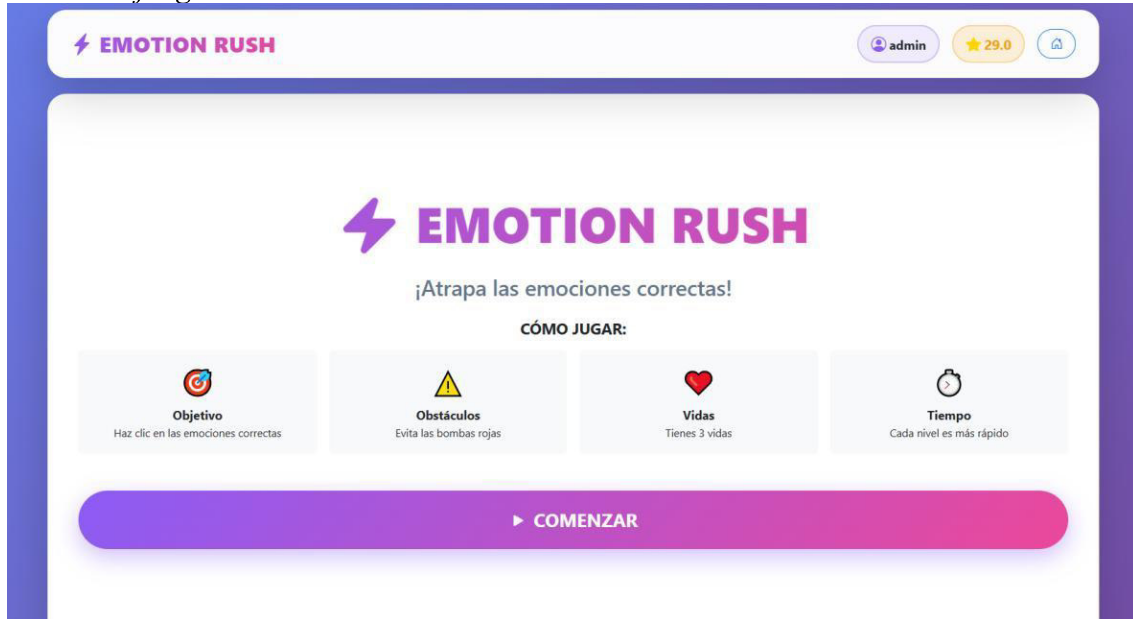 EMOTION RUSH
admin
29.0
EMOTION RUSH
¡Atrapa las emociones correctas!
CÓMO JUGAR:
Objetivo
Haz clic en las emociones correctas
Obstáculos
Evita las bombas rojas
Vidas
Tienes 3 vidas
Tiempo
Cada nivel es más rápido
COMENZAR